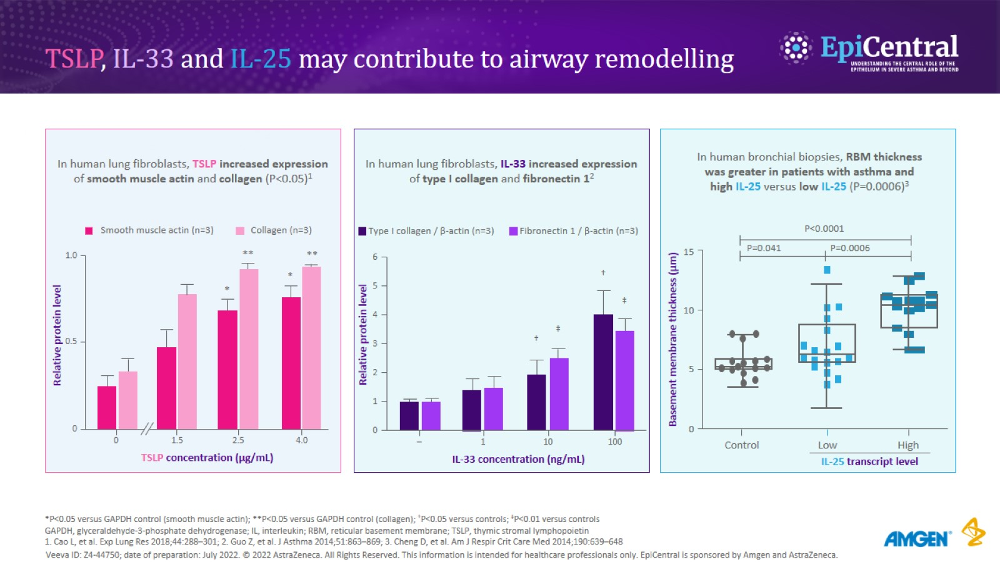 TSLP, IL-33 and IL-25 may contribute to airway remodelling
EpiCentral
UNDERSTANDING THE CENTRAL ROLE OF THE
EPITHELIUM IN SEVERE ASTHMA AND BEYOND
In human lung fibroblasts, TSLP increased expression
of smooth muscle actin and collagen (P<0.05)¹
Smooth muscle actin (n=3)
Collagen (n=3)
Relative protein level
1.0
0.5
0
*
**
*
**
0
1.5
2.5
4.0
TSLP concentration (µg/mL)
In human lung fibroblasts, IL-33 increased expression
of type I collagen and fibronectin 1²
Type I collagen / β-actin (n=3)
Fibronectin 1 / β-actin (n=3)
Relative protein level
6
5
4
3
2
1
0
†
‡
†
‡
–
1
10
100
IL-33 concentration (ng/mL)
In human bronchial biopsies, RBM thickness
was greater in patients with asthma and
high IL-25 versus low IL-25 (P=0.0006)³
P<0.0001
P=0.041
P=0.0006
Basement membrane thickness (µm)
15
10
5
0
Control
Low
High
IL-25 transcript level
*P<0.05 versus GAPDH control (smooth muscle actin); **P<0.05 versus GAPDH control (collagen); †P<0.05 versus controls; ‡P<0.01 versus controls
GAPDH, glyceraldehyde-3-phosphate dehydrogenase; IL, interleukin; RBM, reticular basement membrane; TSLP, thymic stromal lymphopoietin
1. Cao L, et al. Exp Lung Res 2018;44:288–301; 2. Guo Z, et al. J Asthma 2014;51:863–869; 3. Cheng D, et al. Am J Respir Crit Care Med 2014;190:639–648
Veeva ID: Z4-44750; date of preparation: July 2022. © 2022 AstraZeneca. All Rights Reserved. This information is intended for healthcare professionals only. EpiCentral is sponsored by Amgen and AstraZeneca.
AMGEN®